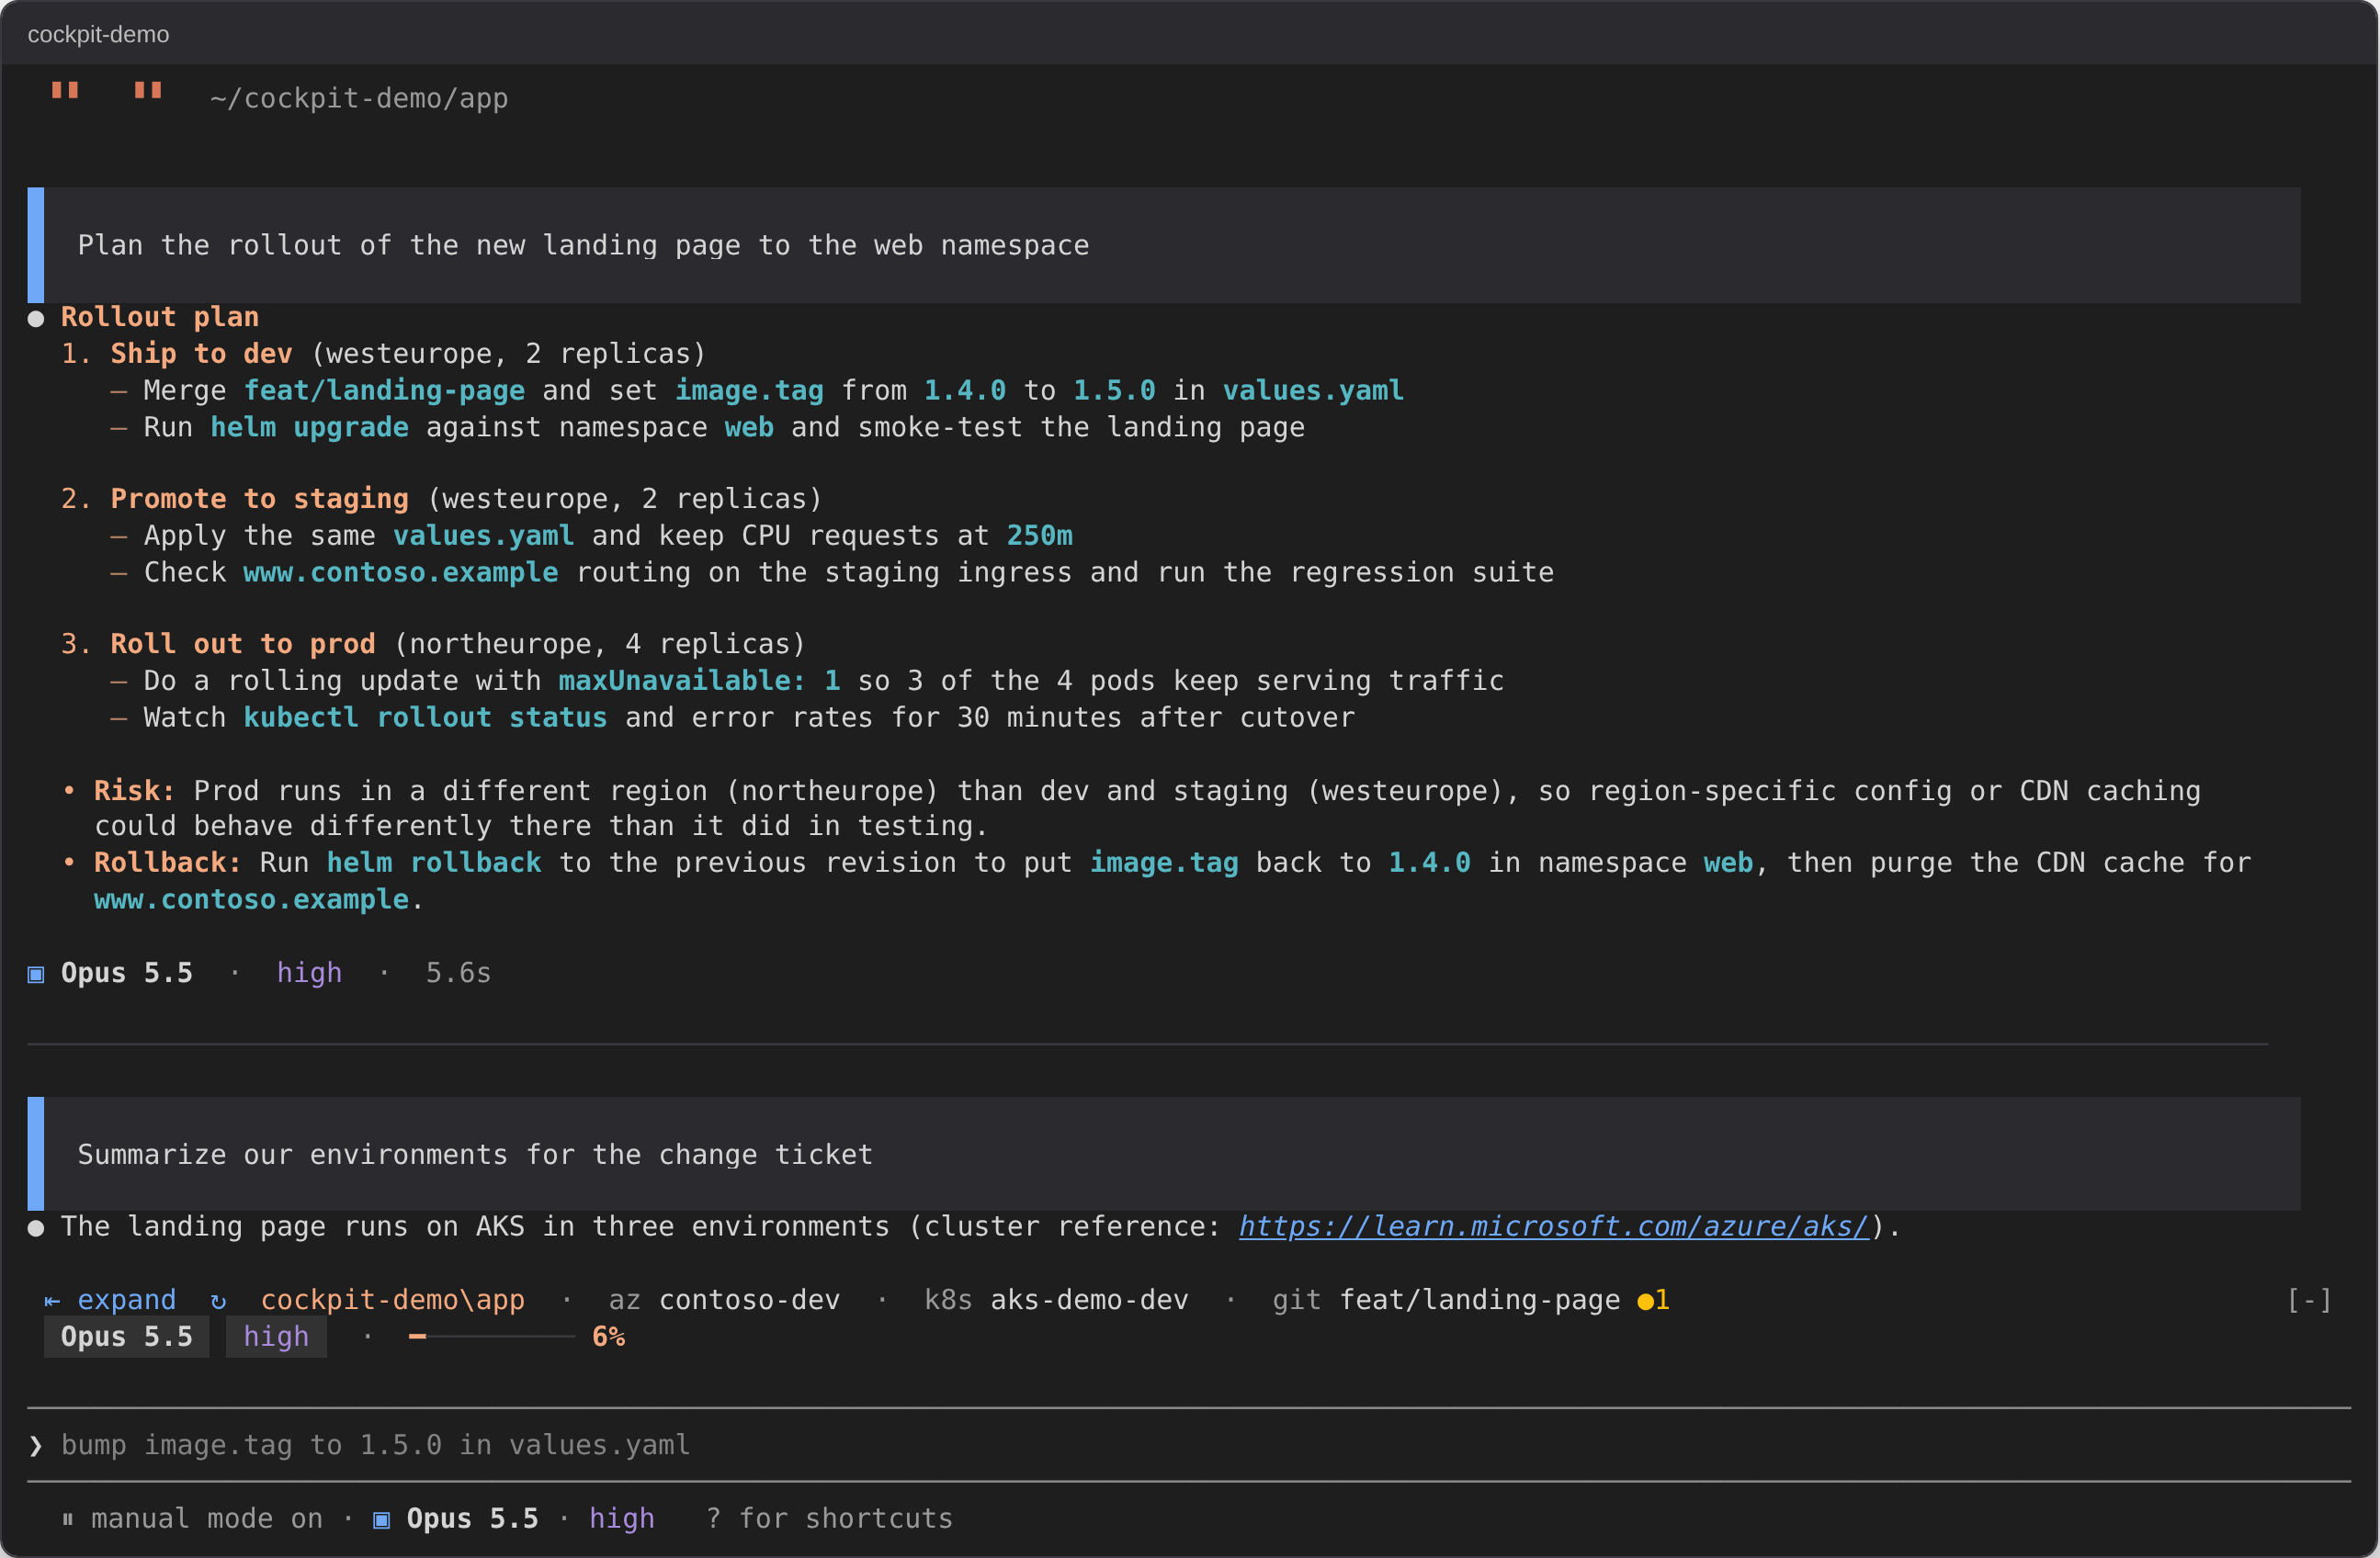 cockpit-demo
~/cockpit-demo/app
Plan the rollout of the new landing page to the web namespace
● Rollout plan
1. Ship to dev (westeurope, 2 replicas)
– Merge feat/landing-page and set image.tag from 1.4.0 to 1.5.0 in values.yaml
– Run helm upgrade against namespace web and smoke-test the landing page
2. Promote to staging (westeurope, 2 replicas)
– Apply the same values.yaml and keep CPU requests at 250m
– Check www.contoso.example routing on the staging ingress and run the regression suite
3. Roll out to prod (northeurope, 4 replicas)
– Do a rolling update with maxUnavailable: 1 so 3 of the 4 pods keep serving traffic
– Watch kubectl rollout status and error rates for 30 minutes after cutover
• Risk: Prod runs in a different region (northeurope) than dev and staging (westeurope), so region-specific config or CDN caching
could behave differently there than it did in testing.
• Rollback: Run helm rollback to the previous revision to put image.tag back to 1.4.0 in namespace web, then purge the CDN cache for
www.contoso.example.
▣ Opus 5.5 · high · 5.6s
Summarize our environments for the change ticket
● The landing page runs on AKS in three environments (cluster reference: https://learn.microsoft.com/azure/aks/).
⇤ expand ↻ cockpit-demo\app · az contoso-dev · k8s aks-demo-dev · git feat/landing-page ●1 [-]
Opus 5.5 high · 6%
❯ bump image.tag to 1.5.0 in values.yaml
⏸ manual mode on · ▣ Opus 5.5 · high ? for shortcuts